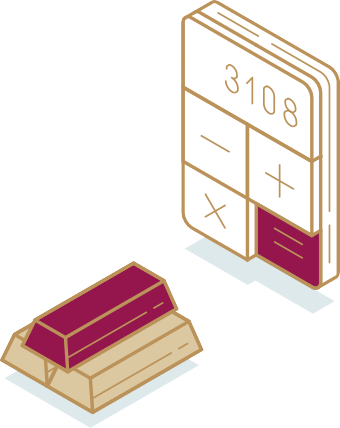 3108
− +
× =